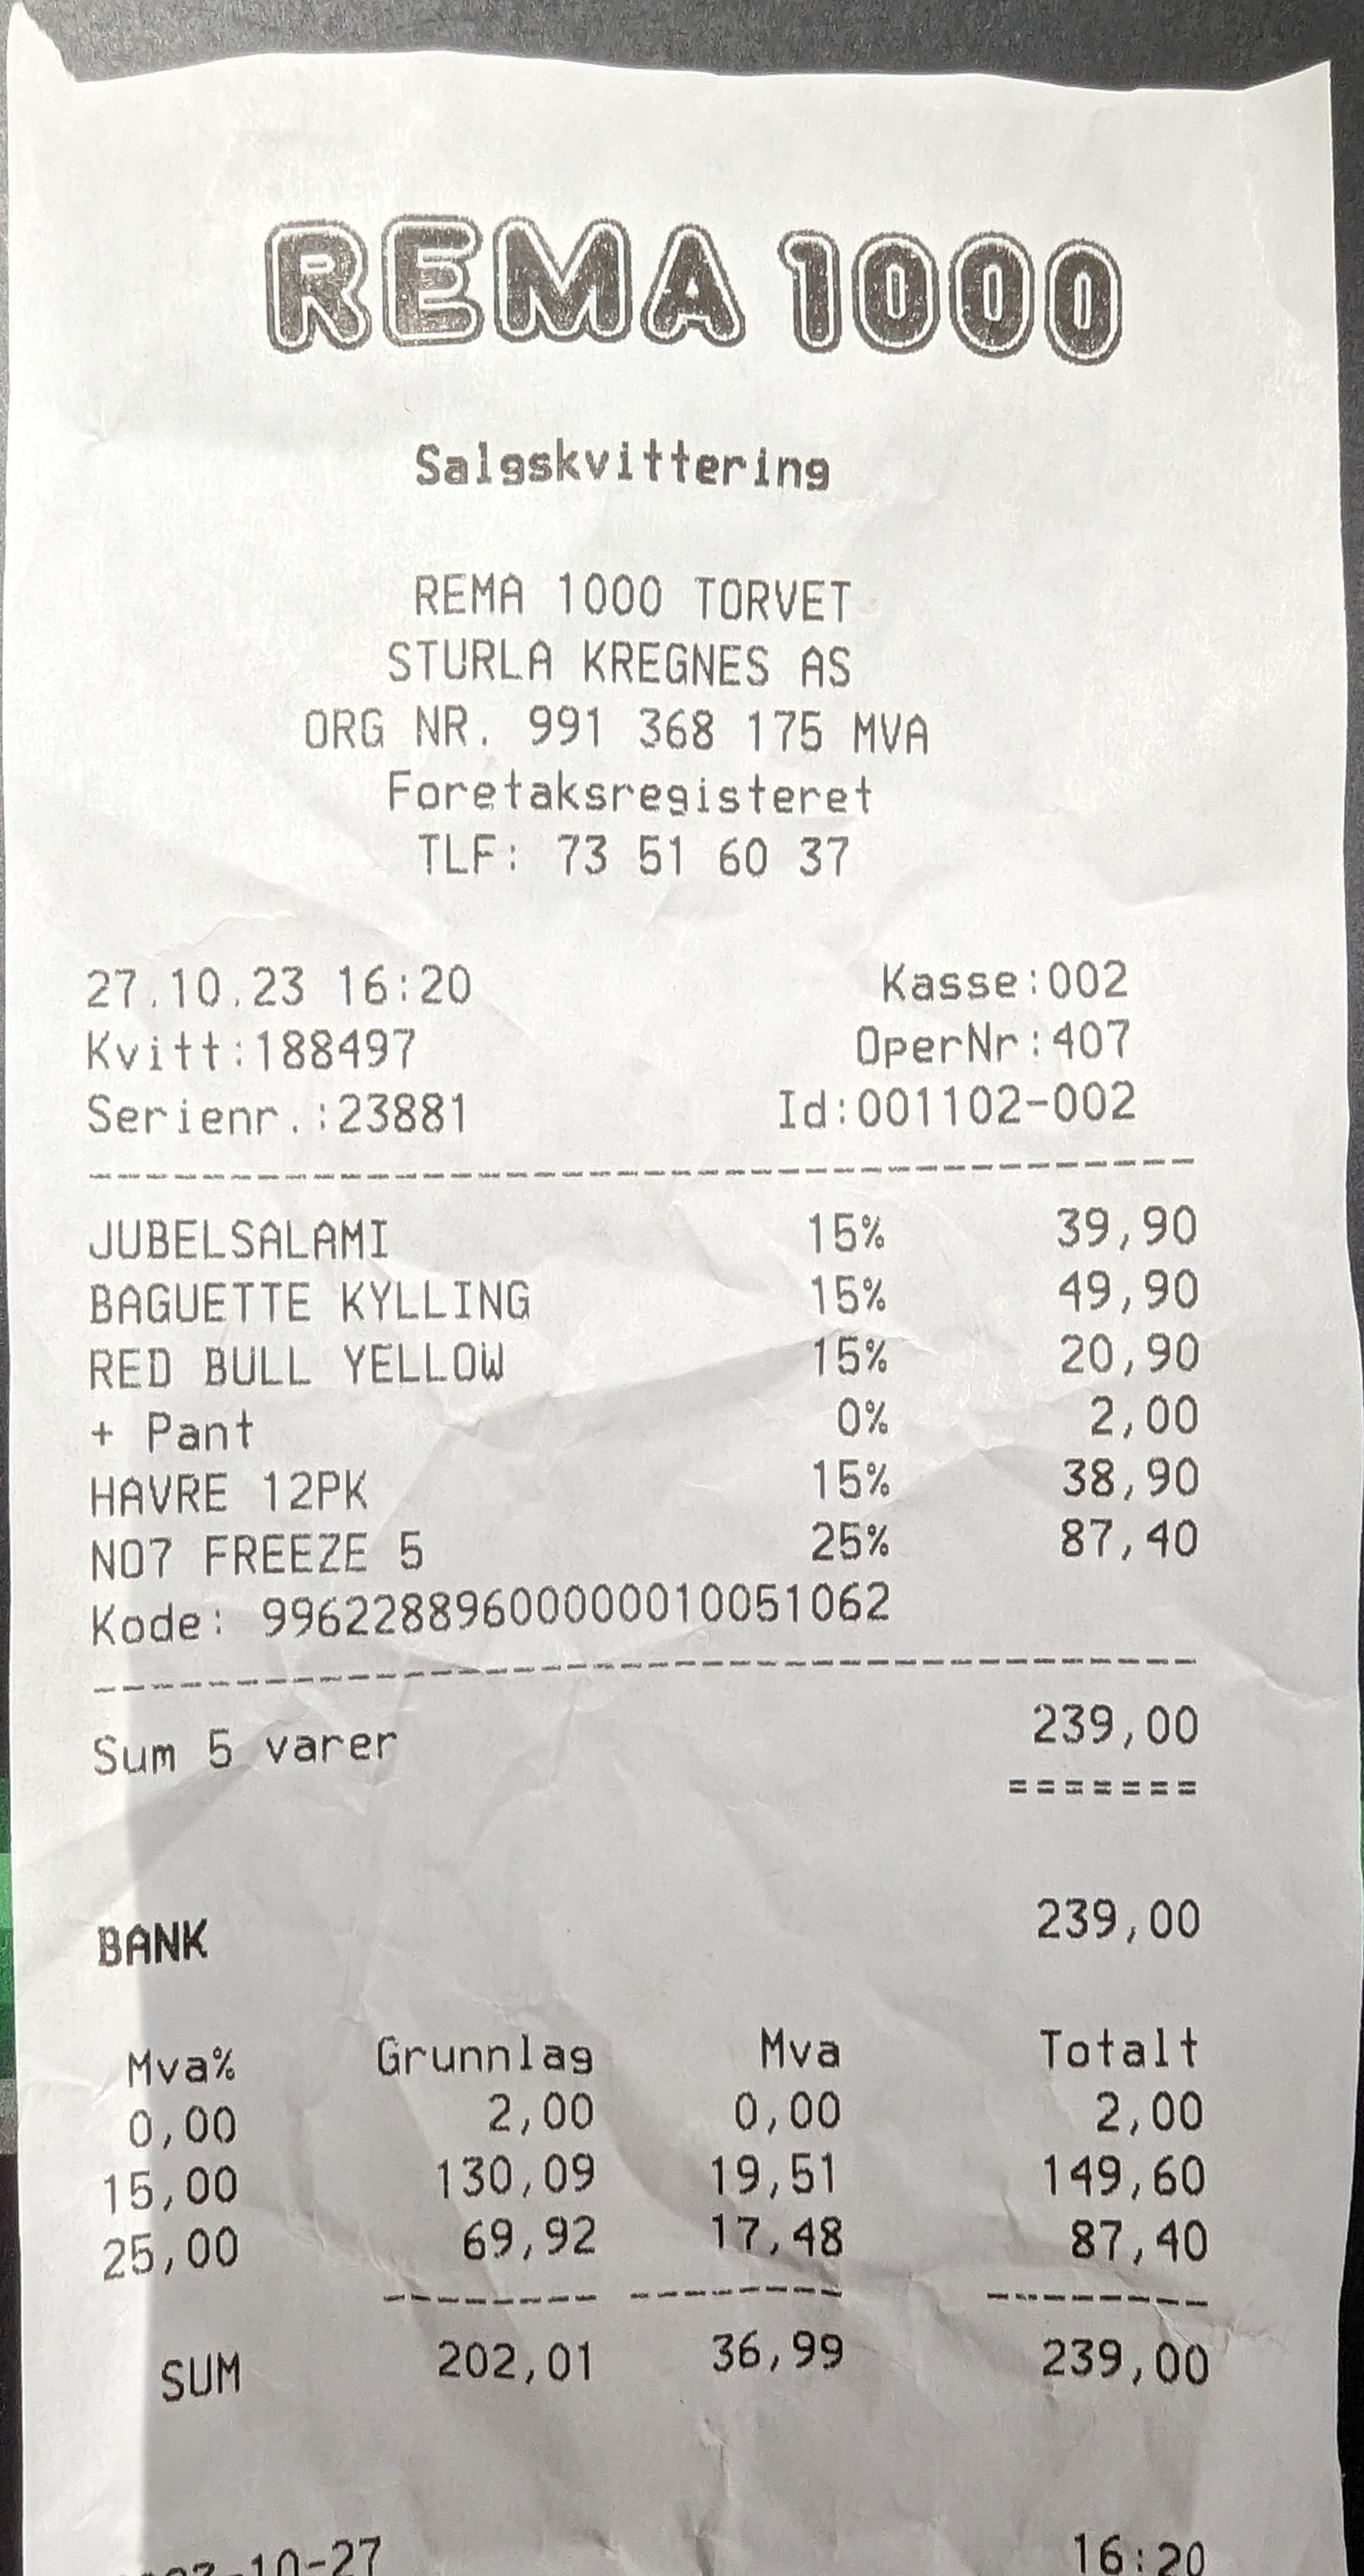 REMA 1000
Salgskvittering
REMA 1000 TORVET
STURLA KREGNES AS
ORG NR. 991 368 175 MVA
Foretaksregisteret
TLF: 73 51 60 37
27.10.23 16:20 Kasse:002
Kvitt:188497 OperNr:407
Serienr.:23881 Id:001102-002
JUBELSALAMI 15% 39,90
BAGUETTE KYLLING 15% 49,90
RED BULL YELLOW 15% 20,90
+ Pant 0% 2,00
HAVRE 12PK 15% 38,90
NO7 FREEZE 5 25% 87,40
Kode: 99622889600000010051062
Sum 5 varer 239,00
=======
BANK 239,00
Mva% Grunnlag Mva Totalt
0,00 2,00 0,00 2,00
15,00 130,09 19,51 149,60
25,00 69,92 17,48 87,40
SUM 202,01 36,99 239,00
16:20